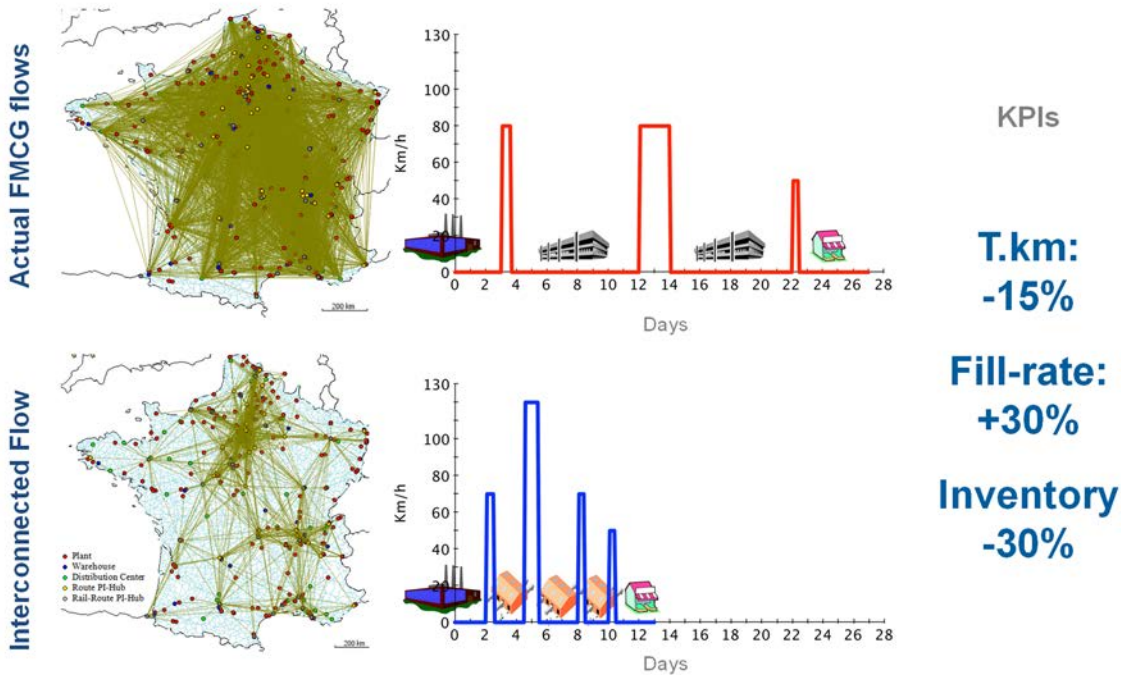 Actual FMCG flows
200 km
130
120
100
80
60
40
20
0
Km/h
0 2 4 6 8 10 12 14 16 18 20 22 24 26 28
Days
KPIs
T.km:
-15%
Fill-rate:
+30%
Inventory
-30%
Interconnected Flow
Plant
Warehouse
Distribution Center
Route PI-Hub
Rail-Route PI-Hub
200 km
130
120
100
80
60
40
20
0
Km/h
0 2 4 6 8 10 12 14 16 18 20 22 24 26 28
Days